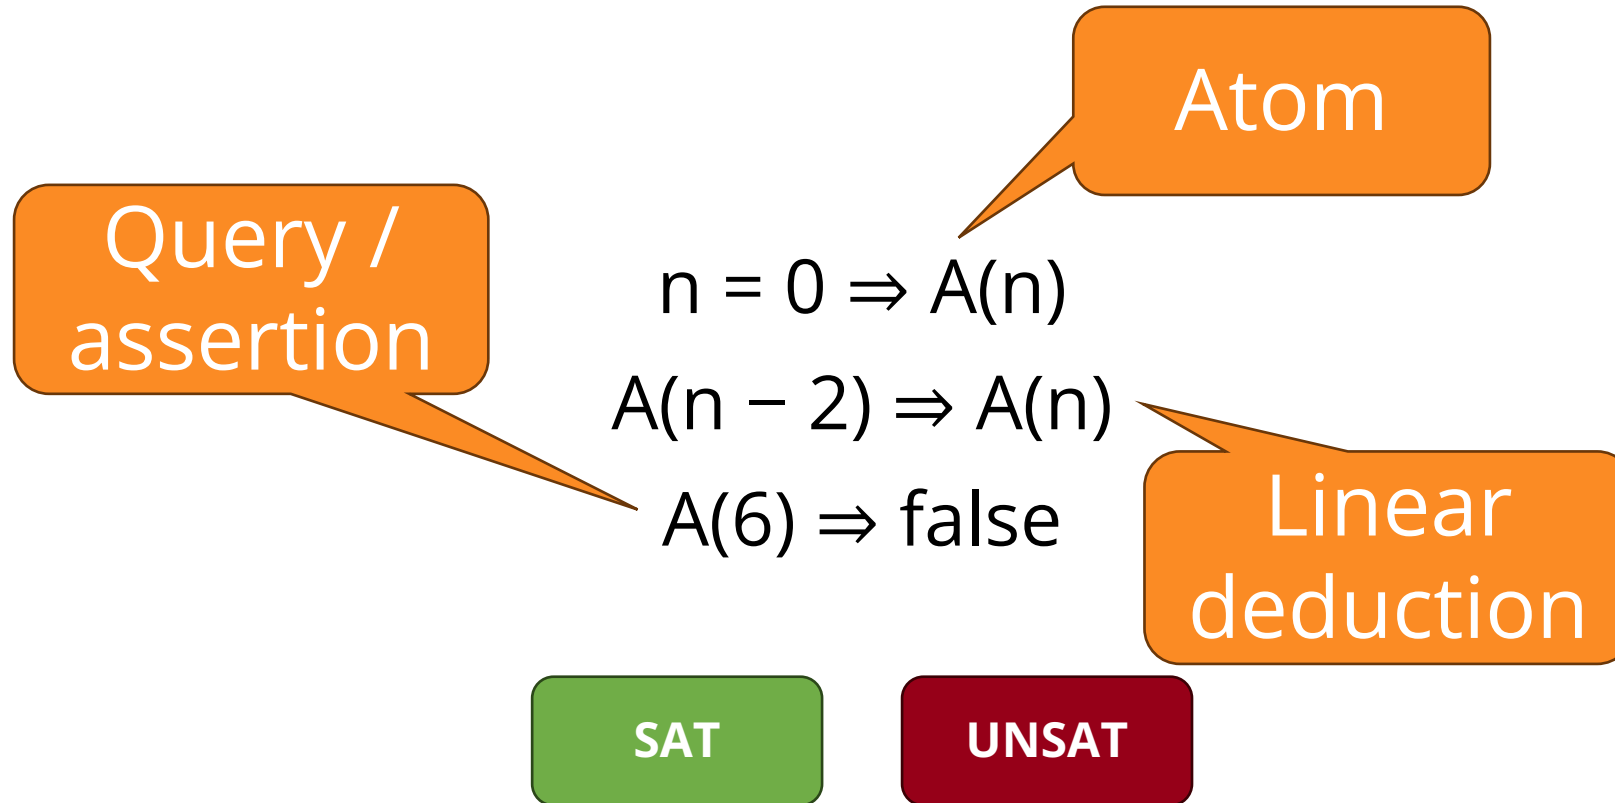 Atom
Query /
assertion
n = 0 ⇒ A(n)
A(n − 2) ⇒ A(n)
A(6) ⇒ false
Linear
deduction
SAT
UNSAT